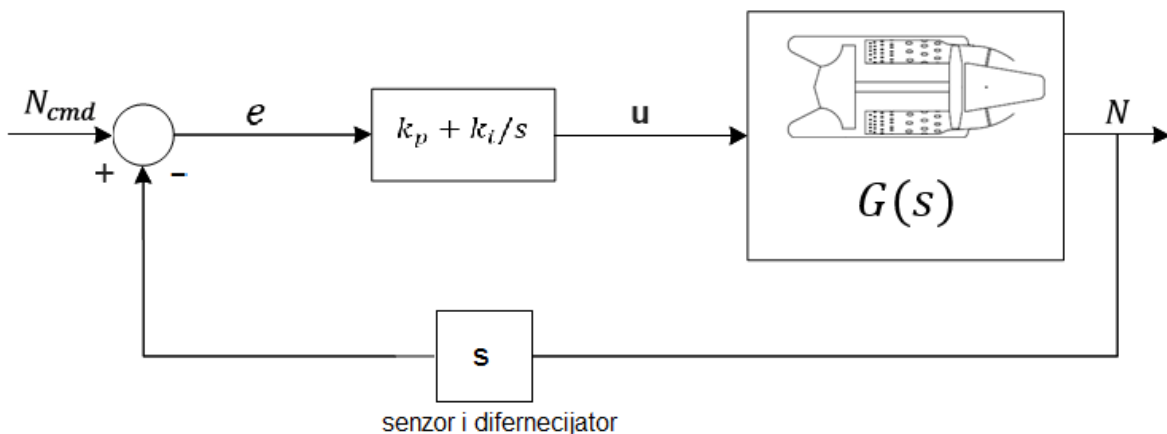 N_cmd
e
k_p + k_i/s
u
N
+
−
G(s)
s
senzor i difernecijator